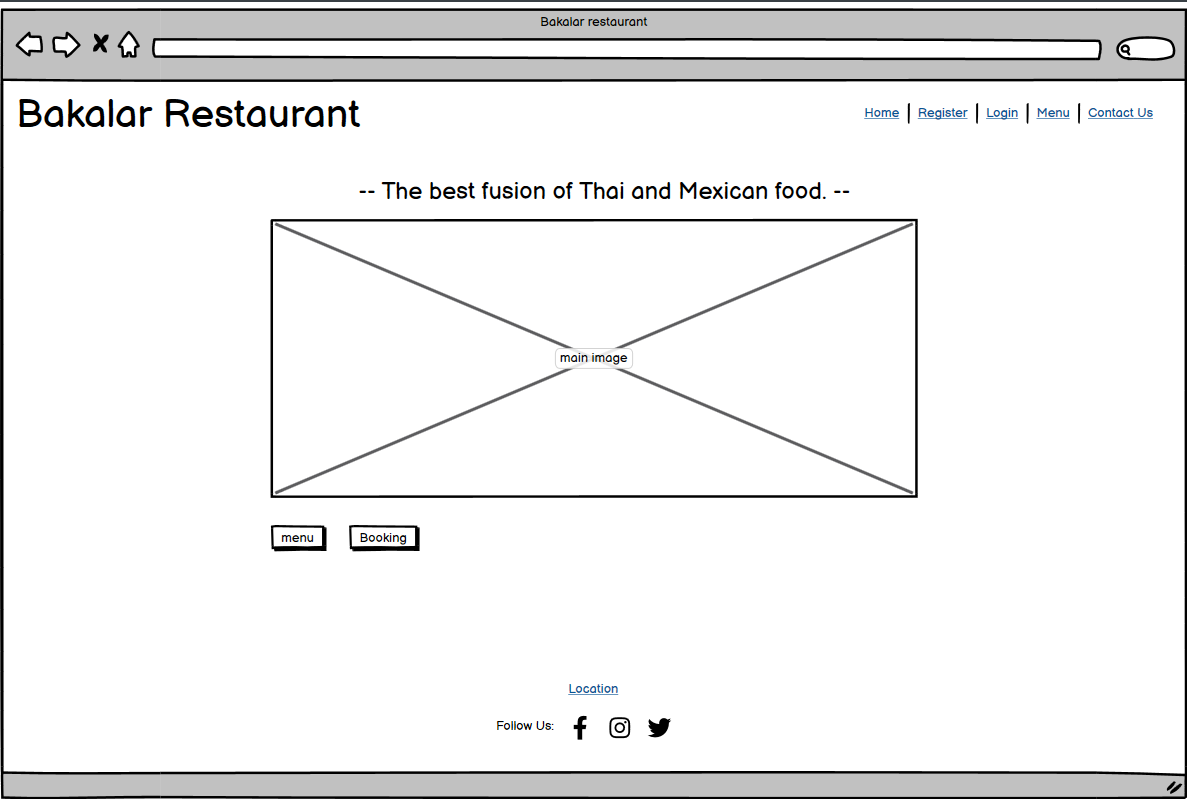 Bakalar restaurant
Bakalar Restaurant
Home | Register | Login | Menu | Contact Us
-- The best fusion of Thai and Mexican food. --
main image
menu Booking
Location
Follow Us: